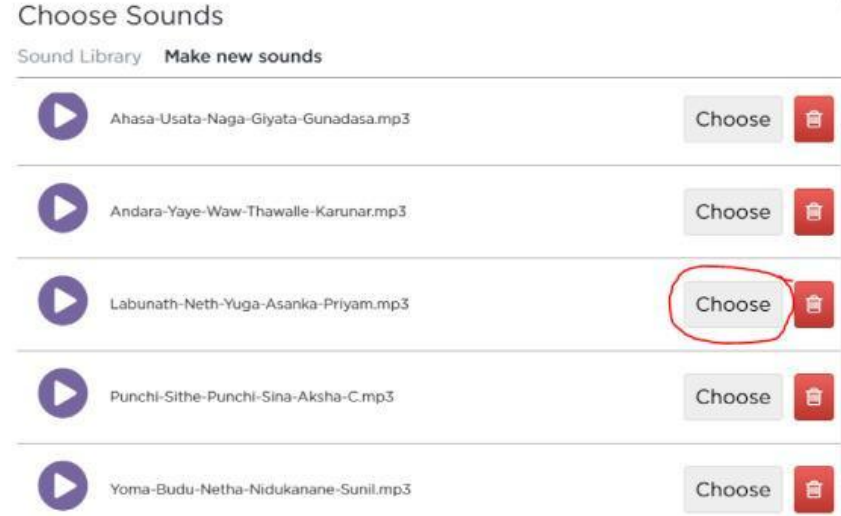 Choose Sounds
Sound Library Make new sounds
Ahasa-Usata-Naga-Giyata-Gunadasa.mp3 Choose
Andara-Yaye-Waw-Thawalle-Karunar.mp3 Choose
Labunath-Neth-Yuga-Asanka-Priyam.mp3 Choose
Punchi-Sithe-Punchi-Sina-Aksha-C.mp3 Choose
Yoma-Budu-Netha-Nidukanane-Sunil.mp3 Choose